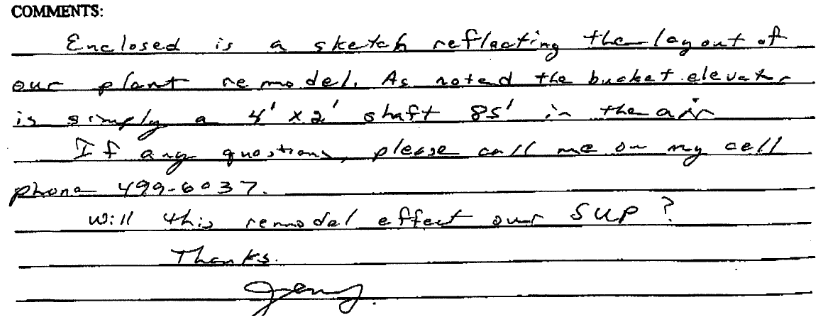 COMMENTS:
Enclosed is a sketch reflecting the layout of
our plant remodel. As noted the bucket elevator
is simply a 4' x 2' shaft 85' in the air
If any questions, please call me on my cell
phone 499-6037.
Will this remodel effect our SUP?
Thanks.
Jerry.